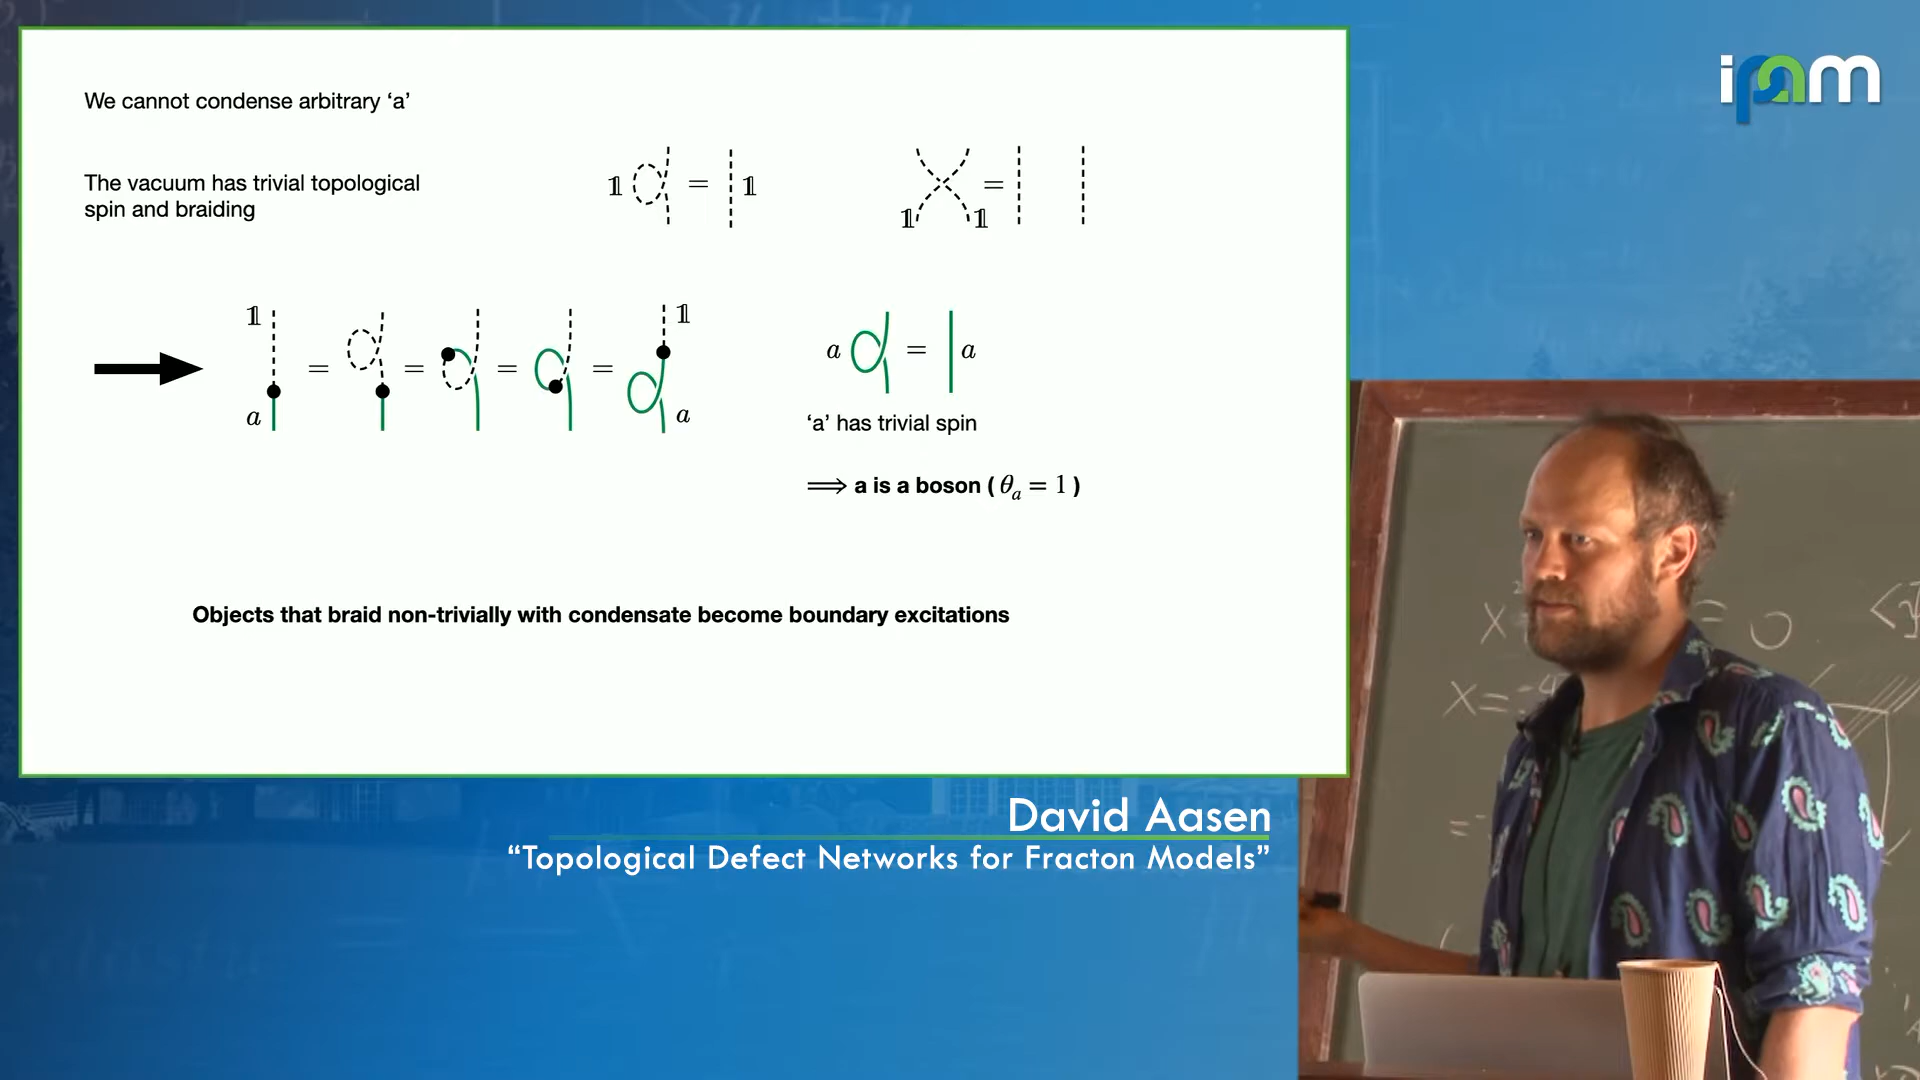 ipam
We cannot condense arbitrary ‘a’
The vacuum has trivial topological
spin and braiding
𝟙 = 𝟙
= 
𝟙 𝟙
𝟙 = = = = 𝟙
a a
a = a
‘a’ has trivial spin
⟹ a is a boson ( θₐ = 1 )
Objects that braid non-trivially with condensate become boundary excitations
x = 0
x =
=
David Aasen
“Topological Defect Networks for Fracton Models”